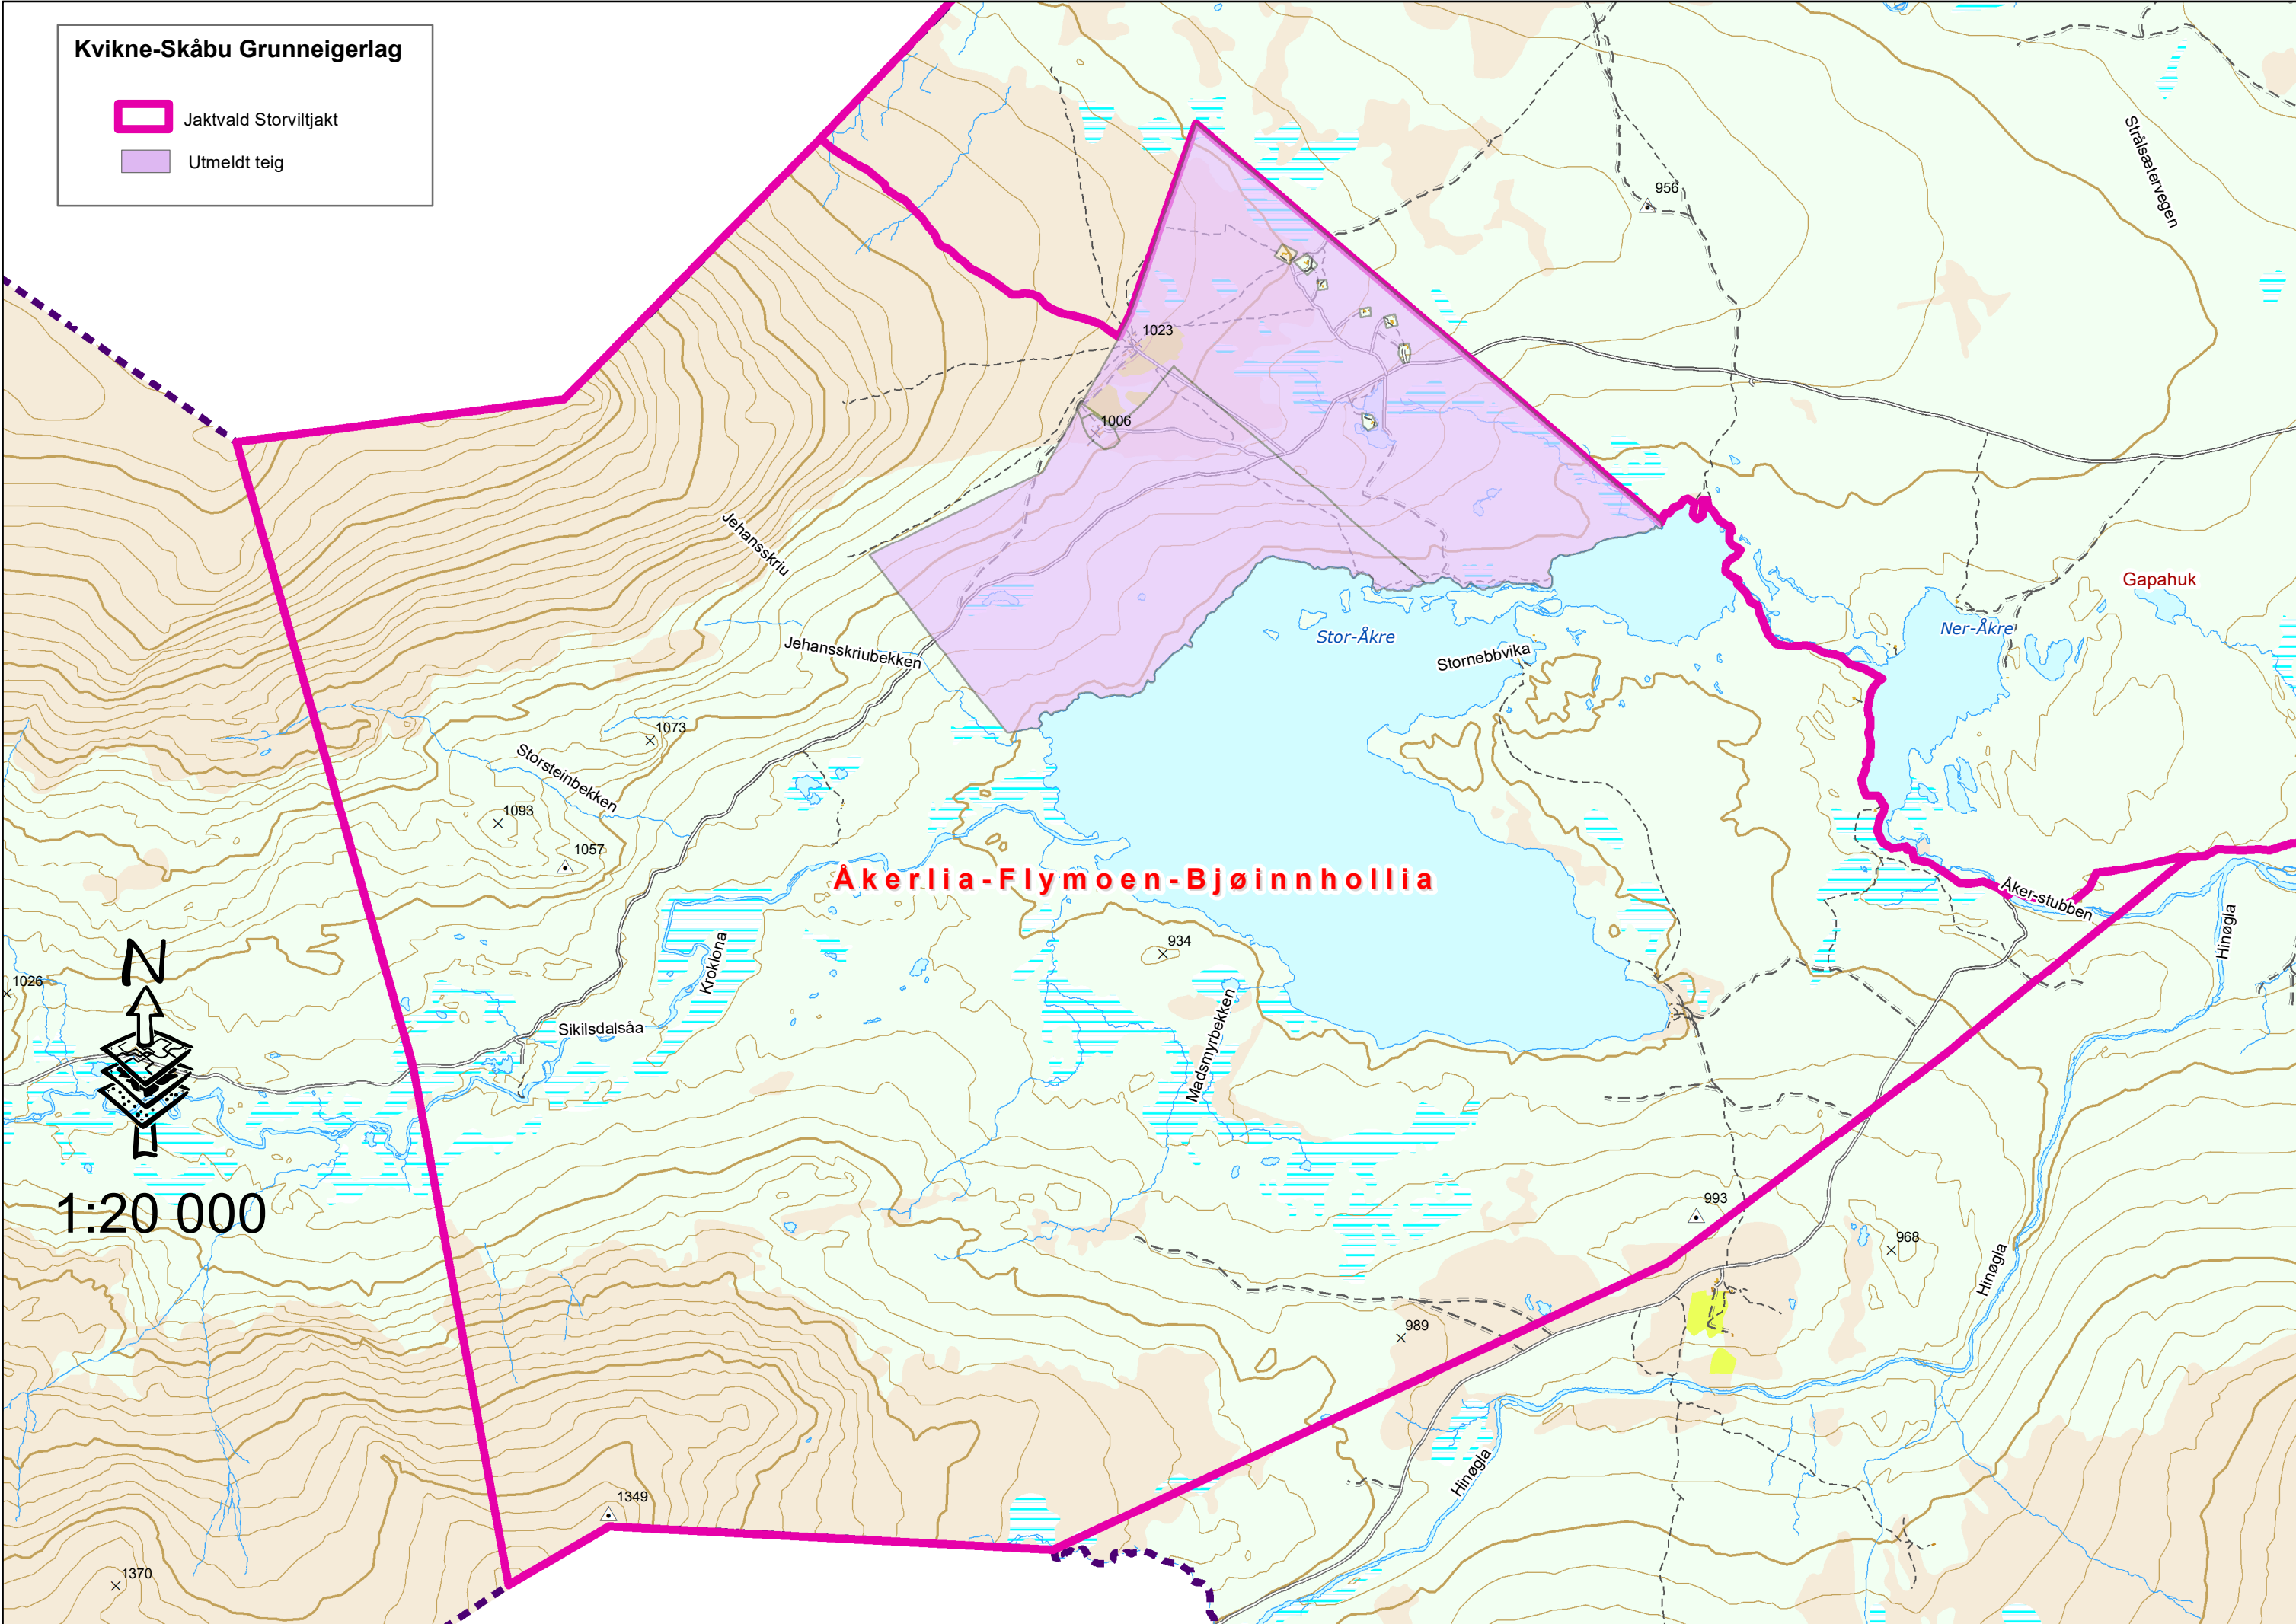 Kvikne-Skåbu Grunneigerlag
Jaktvald Storviltjakt
Utmeldt teig
Strålsætervegen
956
1023
1006
Jehansskriu
Gapahuk
Ner-Åkre
Stor-Åkre
Stornebbvika
Jehansskriubekken
1073
Storsteinbekken
1093
1057
Åkerlia-Flymoen-Bjøinnhollia
Åker-stubben
Hinøgla
934
Kroklona
1026
N
Sikilsdalsåa
Madsmyrbekken
1:20 000
993
968
Hinøgla
989
Hinøgla
1349
1370